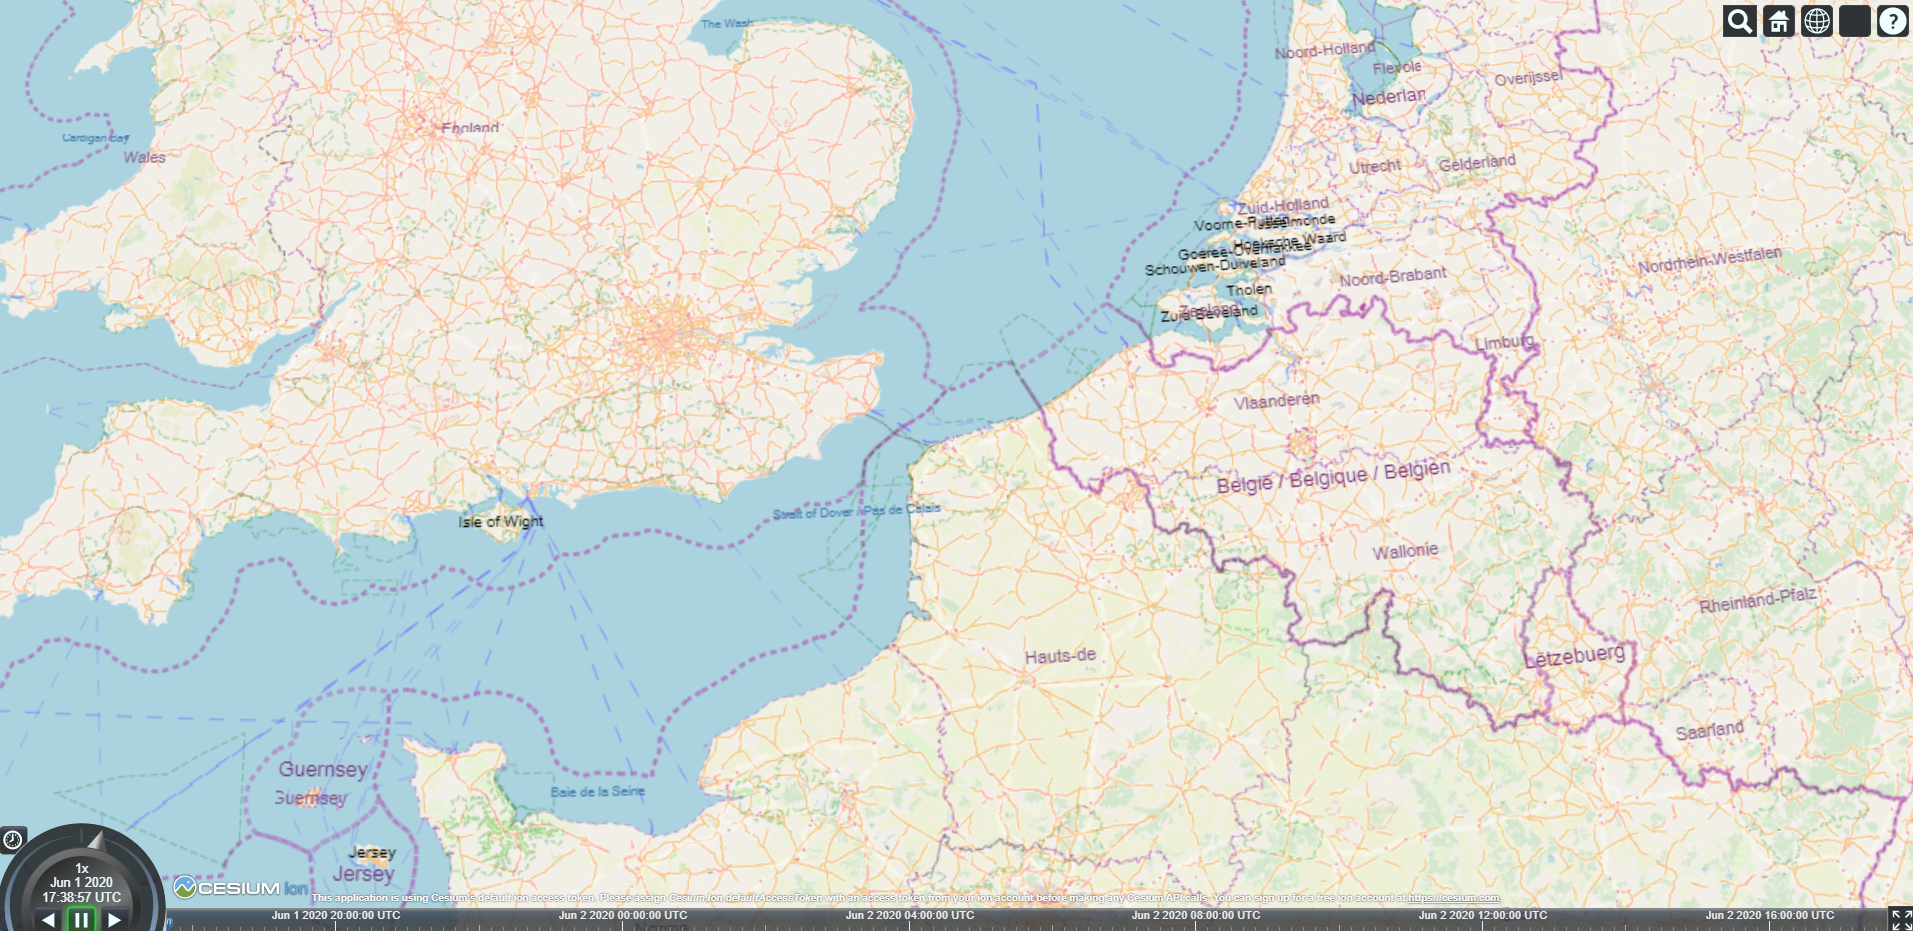 The Wash
Noord-Holland
Flevola
Overijssel
Nederlan
England
Cardigan Bay
Wales
Utrecht
Gelderland
Zuid-Holland
Voorne-Putten
IJsselmonde
Hoeksche Waard
Goeree-Overflakkee
Schouwen-Duiveland
Nordrhein-Westfalen
Noord-Brabant
Tholen
Zeeland
Zuid-Beveland
Limburg
Vlaanderen
België / Belgique / Belgien
Isle of Wight
Strait of Dover / Pas de Calais
Wallonie
Rheinland-Pfalz
Hauts-de
Lëtzebuerg
Saarland
Guernsey
Guernsey
Baie de la Seine
Jersey
Jersey
1x
Jun 1 2020
17:38:57 UTC
CESIUM ion
This application is using Cesium's default ion access token. Please assign Cesium.Ion.defaultAccessToken with an access token from your ion account before making any Cesium API calls. You can sign up for a free ion account at https://cesium.com.
Jun 1 2020 20:00:00 UTC
Jun 2 2020 00:00:00 UTC
Jun 2 2020 04:00:00 UTC
Jun 2 2020 08:00:00 UTC
Jun 2 2020 12:00:00 UTC
Jun 2 2020 16:00:00 UTC